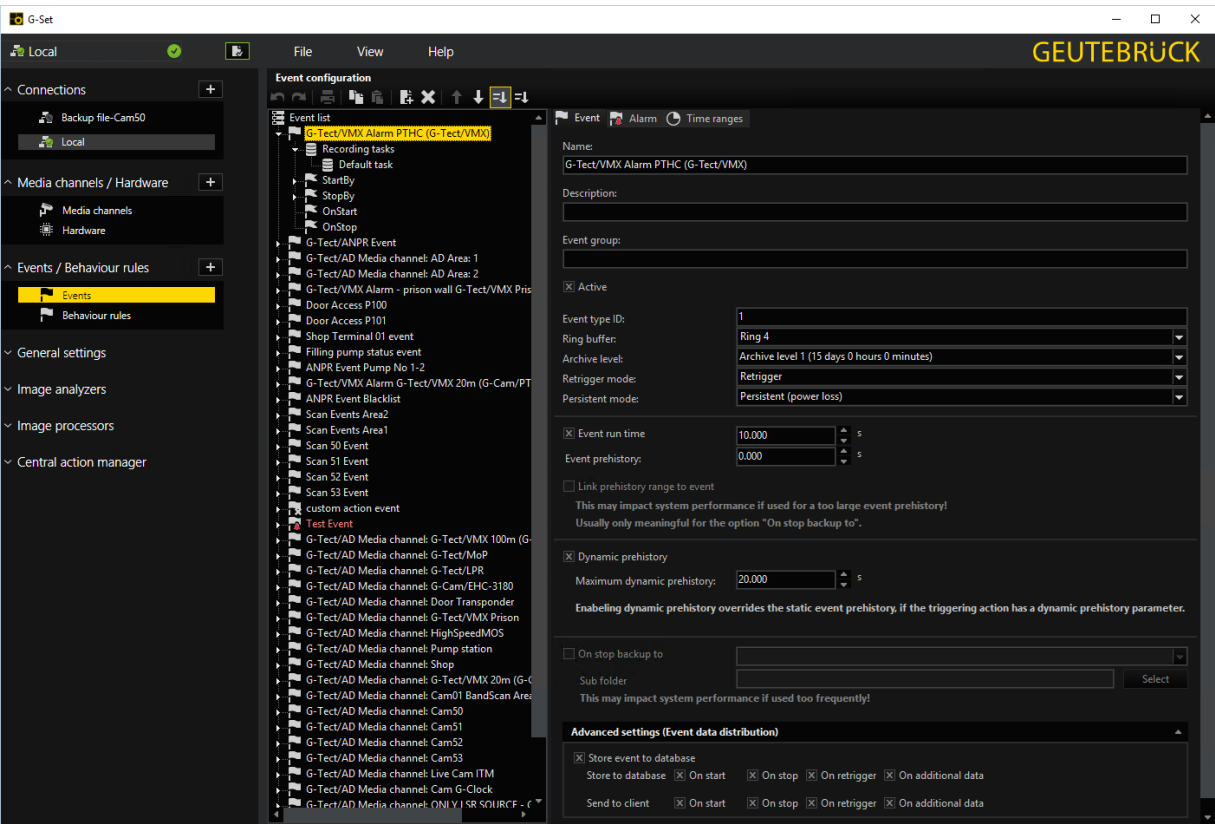 G-Set
Local
File View Help
GEUTEBRÜCK
Connections
Backup file-Cam50
Local
Media channels / Hardware
Media channels
Hardware
Events / Behaviour rules
Events
Behaviour rules
General settings
Image analyzers
Image processors
Central action manager
Event configuration
Event list
G-Tect/VMX Alarm PTHC (G-Tect/VMX)
Recording tasks
Default task
StartBy
StopBy
OnStart
OnStop
G-Tect/ANPR Event
G-Tect/AD Media channel: AD Area: 1
G-Tect/AD Media channel: AD Area: 2
G-Tect/VMX Alarm - prison wall G-Tect/VMX Pris
Door Access P100
Door Access P101
Shop Terminal 01 event
Filling pump status event
ANPR Event Pump No 1-2
G-Tect/VMX Alarm G-Tect/VMX 20m (G-Cam/PT
ANPR Event Blacklist
Scan Events Area2
Scan Events Area1
Scan 50 Event
Scan 51 Event
Scan 52 Event
Scan 53 Event
custom action event
Test Event
G-Tect/AD Media channel: G-Tect/VMX 100m (G-
G-Tect/AD Media channel: G-Tect/MoP
G-Tect/AD Media channel: G-Tect/LPR
G-Tect/AD Media channel: G-Cam/EHC-3180
G-Tect/AD Media channel: Door Transponder
G-Tect/AD Media channel: G-Tect/VMX Prison
G-Tect/AD Media channel: HighSpeedMOS
G-Tect/AD Media channel: Pump station
G-Tect/AD Media channel: Shop
G-Tect/AD Media channel: G-Tect/VMX 20m (G-C
G-Tect/AD Media channel: Cam01 BandScan Area
G-Tect/AD Media channel: Cam50
G-Tect/AD Media channel: Cam51
G-Tect/AD Media channel: Cam52
G-Tect/AD Media channel: Cam53
G-Tect/AD Media channel: Live Cam ITM
G-Tect/AD Media channel: Cam G-Clock
G-Tect/AD Media channel: ONLY LSR SOURCE - C
Event Alarm Time ranges
Name:
G-Tect/VMX Alarm PTHC (G-Tect/VMX)
Description:
Event group:
Active
Event type ID: 1
Ring buffer: Ring 4
Archive level: Archive level 1 (15 days 0 hours 0 minutes)
Retrigger mode: Retrigger
Persistent mode: Persistent (power loss)
Event run time 10.000 s
Event prehistory: 0.000 s
Link prehistory range to event
This may impact system performance if used for a too large event prehistory!
Usually only meaningful for the option "On stop backup to".
Dynamic prehistory
Maximum dynamic prehistory: 20.000 s
Enabeling dynamic prehistory overrides the static event prehistory, if the triggering action has a dynamic prehistory parameter.
On stop backup to
Sub folder Select
This may impact system performance if used too frequently!
Advanced settings (Event data distribution)
Store event to database
Store to database On start On stop On retrigger On additional data
Send to client On start On stop On retrigger On additional data